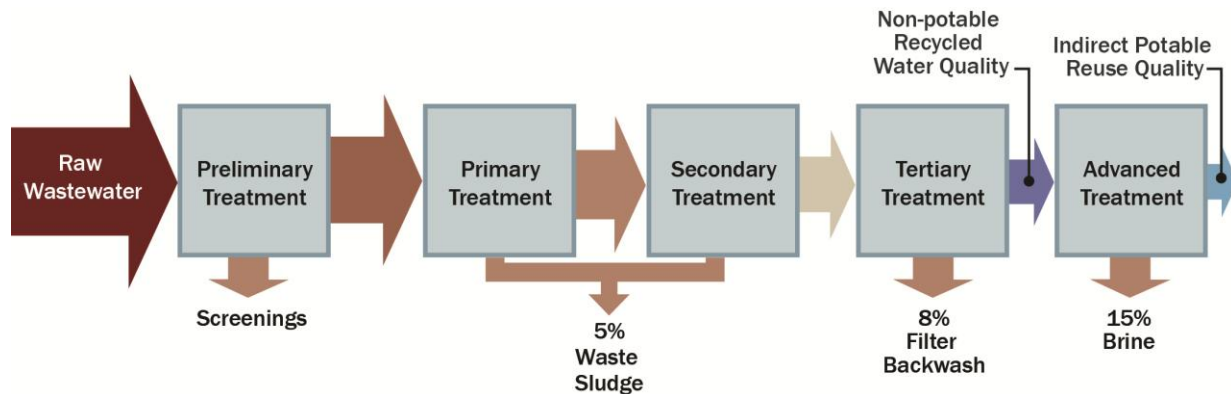 Non-potable
Recycled
Water Quality
Indirect Potable
Reuse Quality
Raw
Wastewater
Preliminary
Treatment
Primary
Treatment
Secondary
Treatment
Tertiary
Treatment
Advanced
Treatment
Screenings
5%
Waste
Sludge
8%
Filter
Backwash
15%
Brine